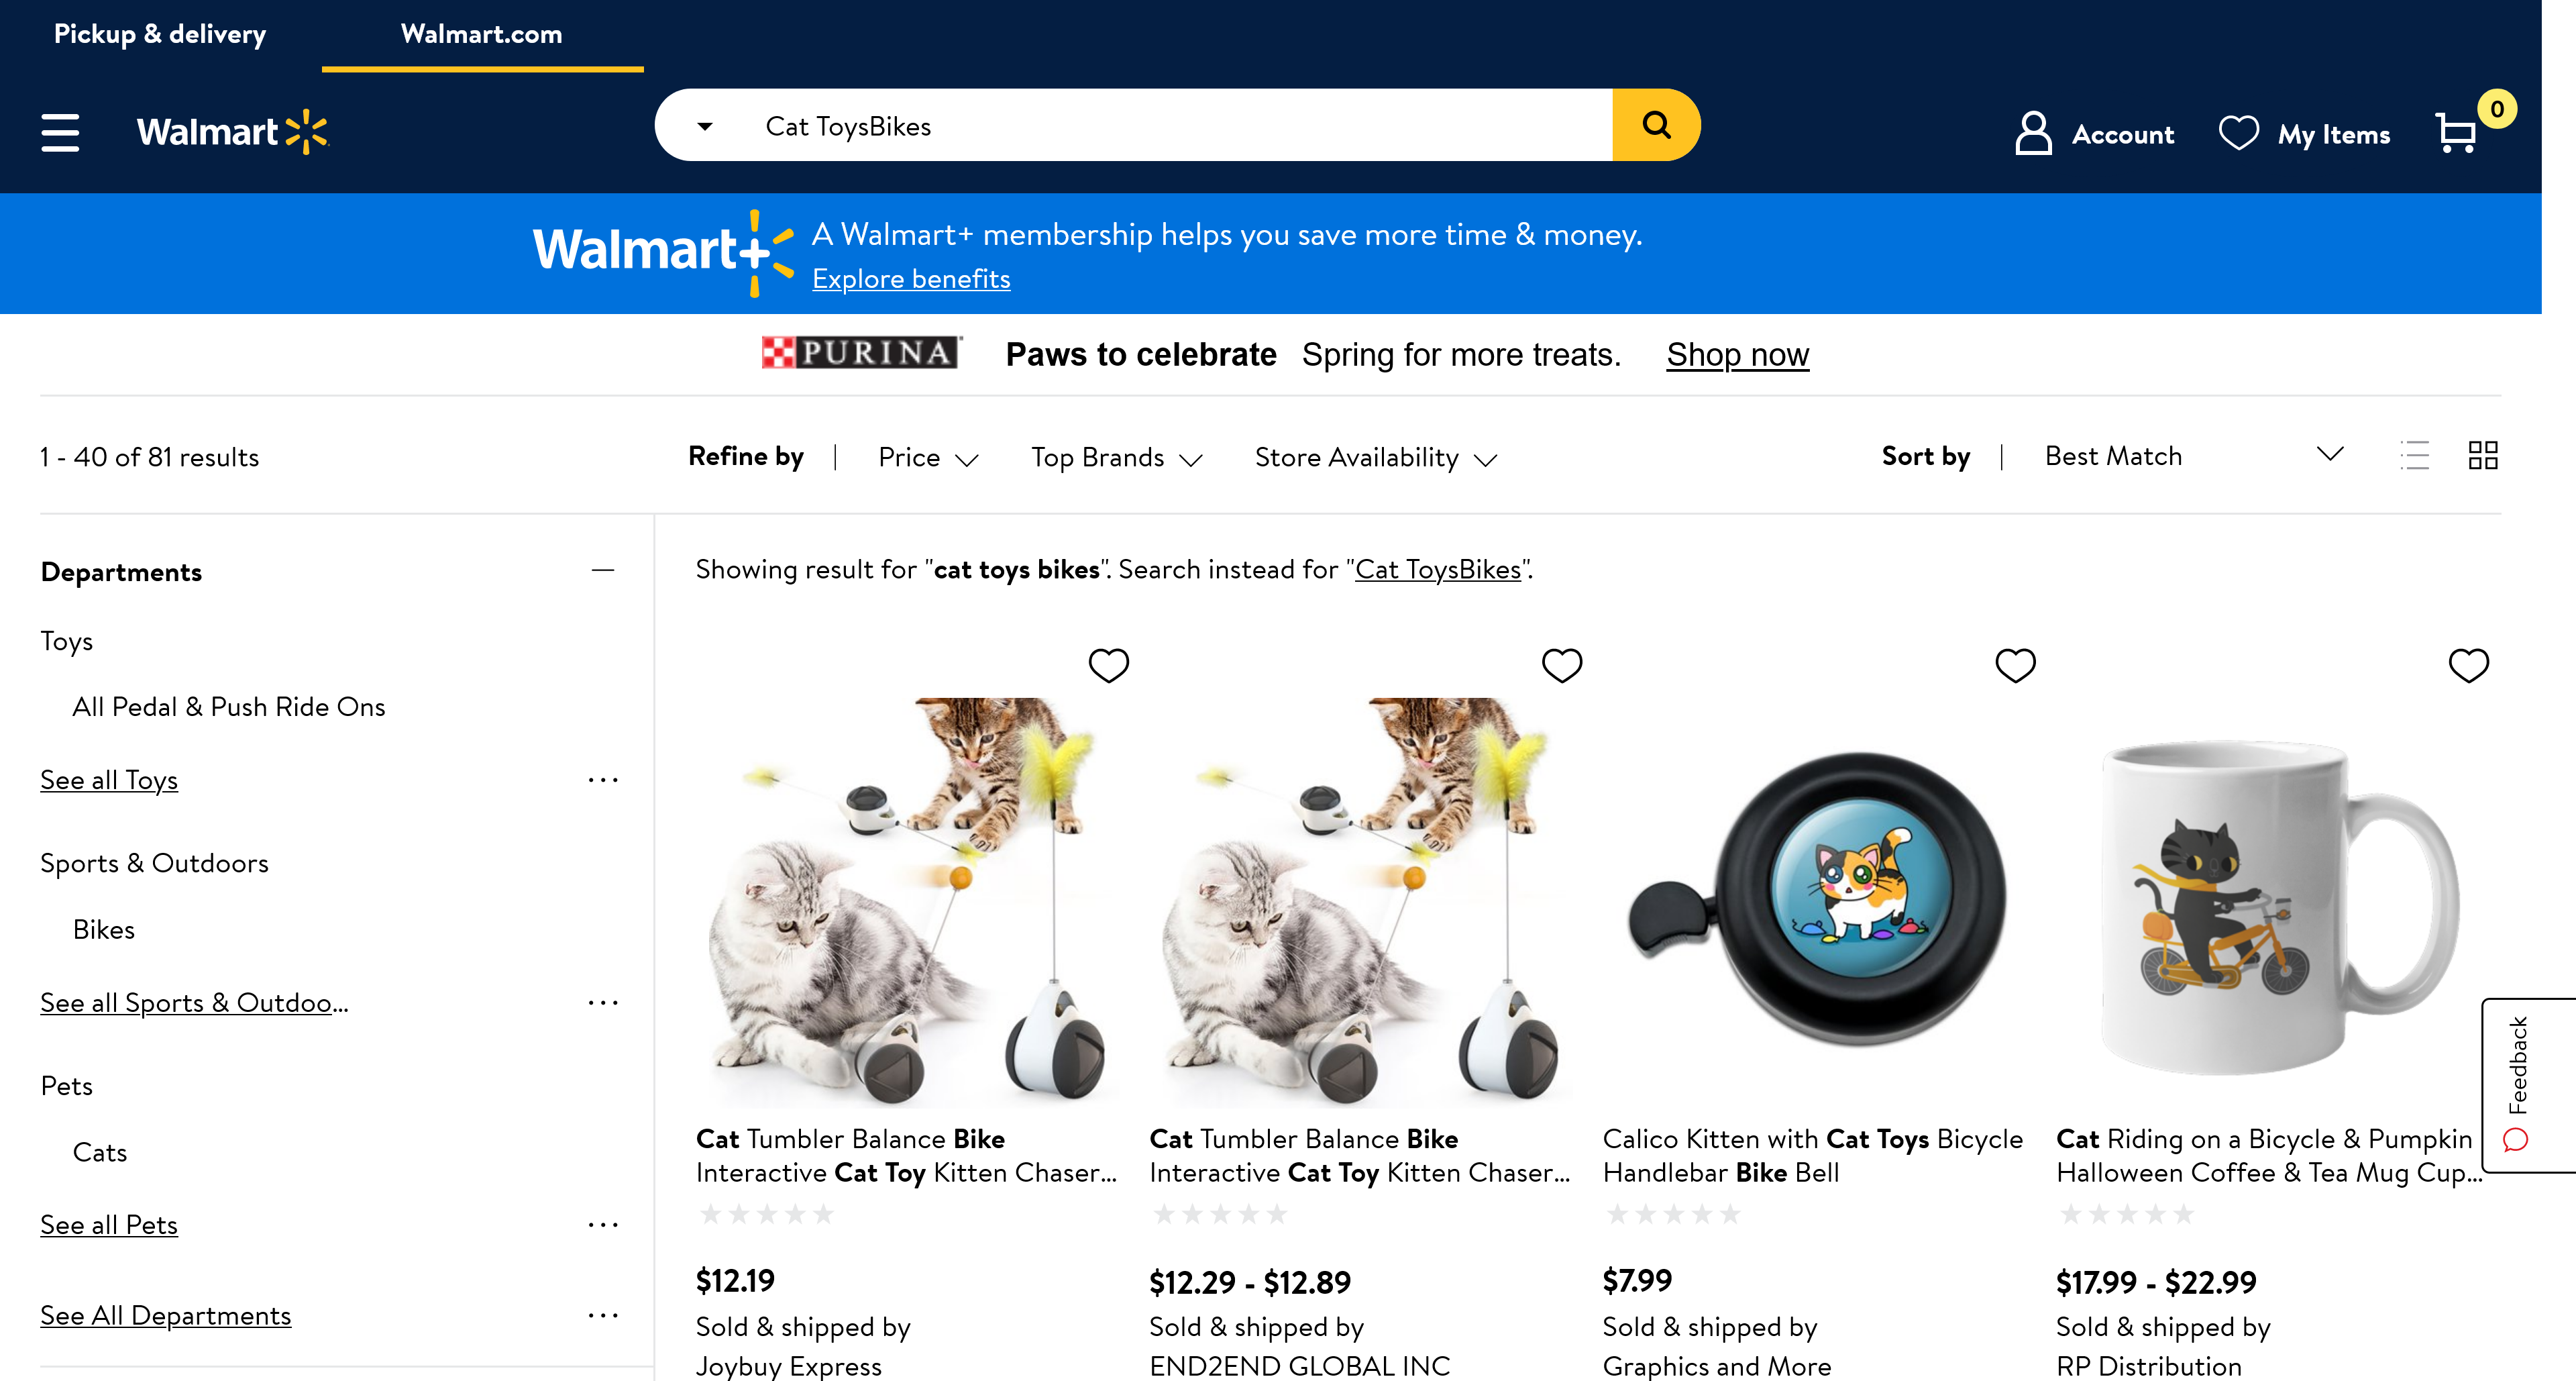 Pickup & delivery
Walmart.com
Walmart
Cat ToysBikes
Account
My Items
0
Walmart+
A Walmart+ membership helps you save more time & money.
Explore benefits
PURINA
Paws to celebrate Spring for more treats. Shop now
1 - 40 of 81 results
Refine by
Price
Top Brands
Store Availability
Sort by
Best Match
Departments
Toys
All Pedal & Push Ride Ons
See all Toys
Sports & Outdoors
Bikes
See all Sports & Outdoo...
Pets
Cats
See all Pets
See All Departments
Showing result for "cat toys bikes". Search instead for "Cat ToysBikes".
Cat Tumbler Balance Bike
Interactive Cat Toy Kitten Chaser...
$12.19
Sold & shipped by
Joybuy Express
Cat Tumbler Balance Bike
Interactive Cat Toy Kitten Chaser...
$12.29 - $12.89
Sold & shipped by
END2END GLOBAL INC
Calico Kitten with Cat Toys Bicycle
Handlebar Bike Bell
$7.99
Sold & shipped by
Graphics and More
Cat Riding on a Bicycle & Pumpkin
Halloween Coffee & Tea Mug Cup...
$17.99 - $22.99
Sold & shipped by
RP Distribution
Feedback